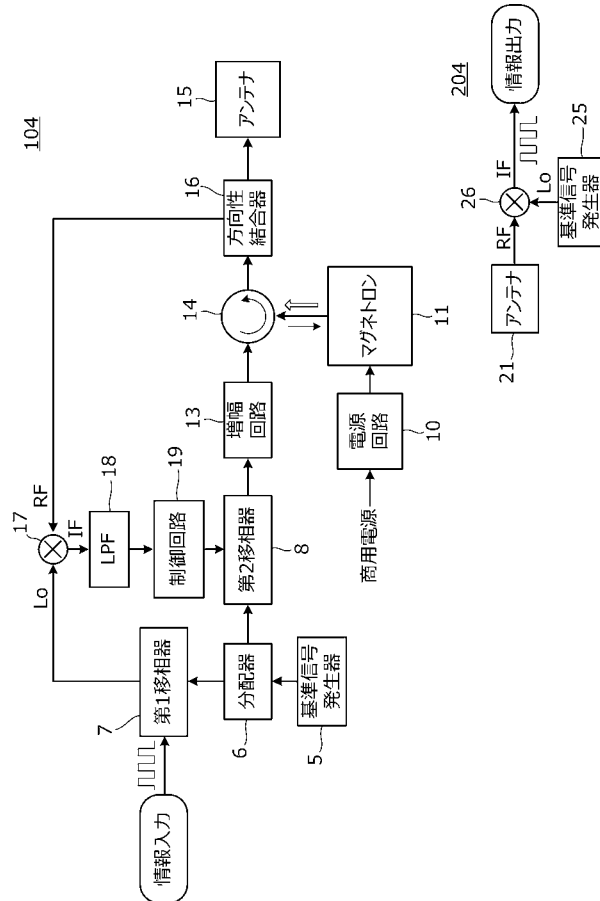 104
情報入力
7
第1移相器
Lo
17
RF
IF
18
LPF
19
制御回路
6
分配器
5
基準信号
発生器
第2移相器
8
13
増幅
回路
14
16
方向性
結合器
15
アンテナ
マグネトロン
11
電源
回路
10
商用電源
204
アンテナ
21
RF
26
IF
Lo
基準信号
発生器
25
情報出力